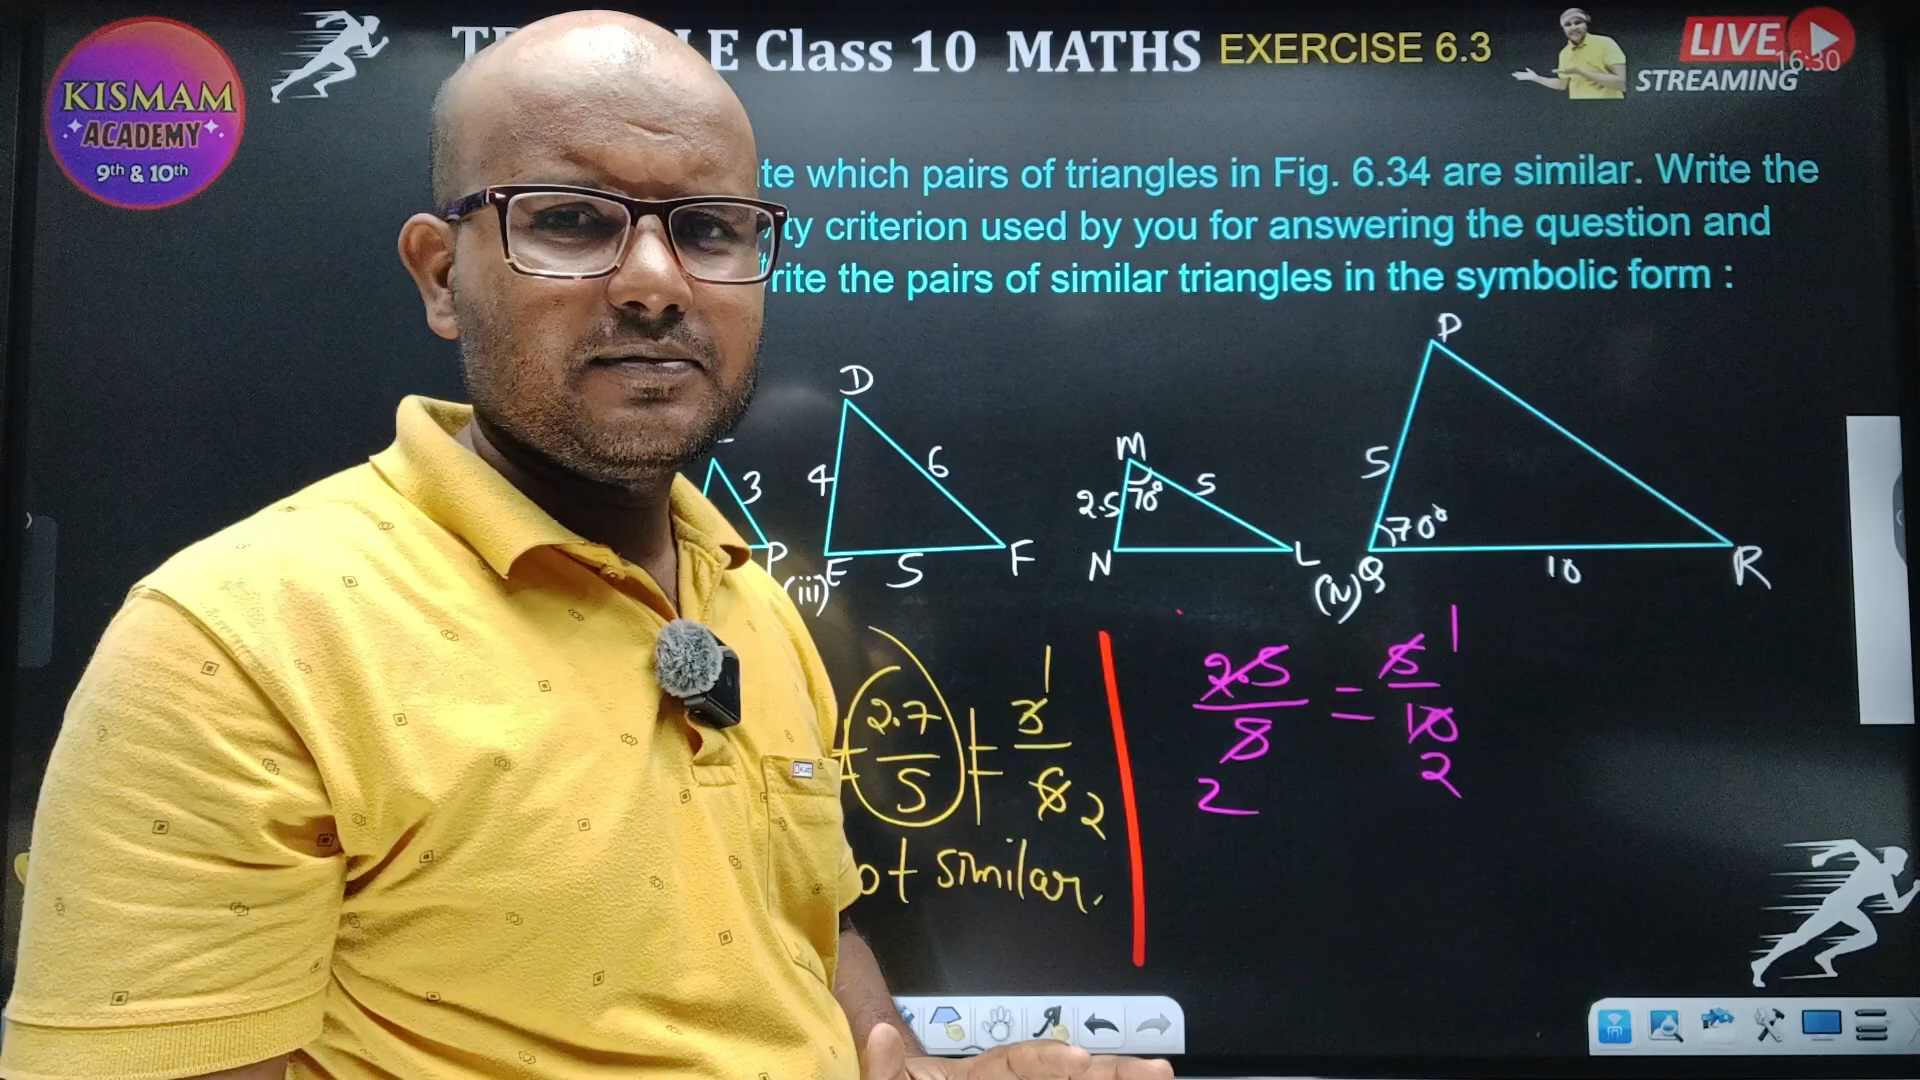 KISMAM
ACADEMY
9th & 10th
E Class 10 MATHS EXERCISE 6.3
LIVE
16:30
STREAMING
te which pairs of triangles in Fig. 6.34 are similar. Write the
ty criterion used by you for answering the question and
rite the pairs of similar triangles in the symbolic form :
D
M
P
3
4
6
2.5
70°
5
5
70°
P
(iii)
E
5
F
N
L
Q
10
R
2.7/5 ≠ 3/6
1
2
ot similar.
2.5/5 = 5/10
1
2
2